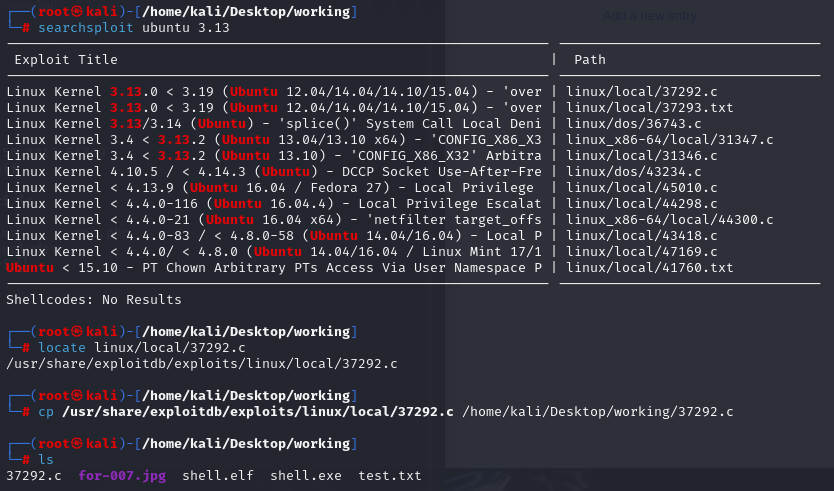 Add a new entry
┌──(root㉿kali)-[/home/kali/Desktop/working]
└─# searchsploit ubuntu 3.13
Exploit Title | Path
Linux Kernel 3.13.0 < 3.19 (Ubuntu 12.04/14.04/14.10/15.04) - 'over | linux/local/37292.c
Linux Kernel 3.13.0 < 3.19 (Ubuntu 12.04/14.04/14.10/15.04) - 'over | linux/local/37293.txt
Linux Kernel 3.13/3.14 (Ubuntu) - 'splice()' System Call Local Deni | linux/dos/36743.c
Linux Kernel 3.4 < 3.13.2 (Ubuntu 13.04/13.10 x64) - 'CONFIG_X86_X3 | linux_x86-64/local/31347.c
Linux Kernel 3.4 < 3.13.2 (Ubuntu 13.10) - 'CONFIG_X86_X32' Arbitra | linux/local/31346.c
Linux Kernel 4.10.5 / < 4.14.3 (Ubuntu) - DCCP Socket Use-After-Fre | linux/dos/43234.c
Linux Kernel < 4.13.9 (Ubuntu 16.04 / Fedora 27) - Local Privilege | linux/local/45010.c
Linux Kernel < 4.4.0-116 (Ubuntu 16.04.4) - Local Privilege Escalat | linux/local/44298.c
Linux Kernel < 4.4.0-21 (Ubuntu 16.04 x64) - 'netfilter target_offs | linux_x86-64/local/44300.c
Linux Kernel < 4.4.0-83 / < 4.8.0-58 (Ubuntu 14.04/16.04) - Local P | linux/local/43418.c
Linux Kernel < 4.4.0/ < 4.8.0 (Ubuntu 14.04/16.04 / Linux Mint 17/1 | linux/local/47169.c
Ubuntu < 15.10 - PT Chown Arbitrary PTs Access Via User Namespace P | linux/local/41760.txt
Shellcodes: No Results
┌──(root㉿kali)-[/home/kali/Desktop/working]
└─# locate linux/local/37292.c
/usr/share/exploitdb/exploits/linux/local/37292.c
┌──(root㉿kali)-[/home/kali/Desktop/working]
└─# cp /usr/share/exploitdb/exploits/linux/local/37292.c /home/kali/Desktop/working/37292.c
┌──(root㉿kali)-[/home/kali/Desktop/working]
└─# ls
37292.c for-007.jpg shell.elf shell.exe test.txt